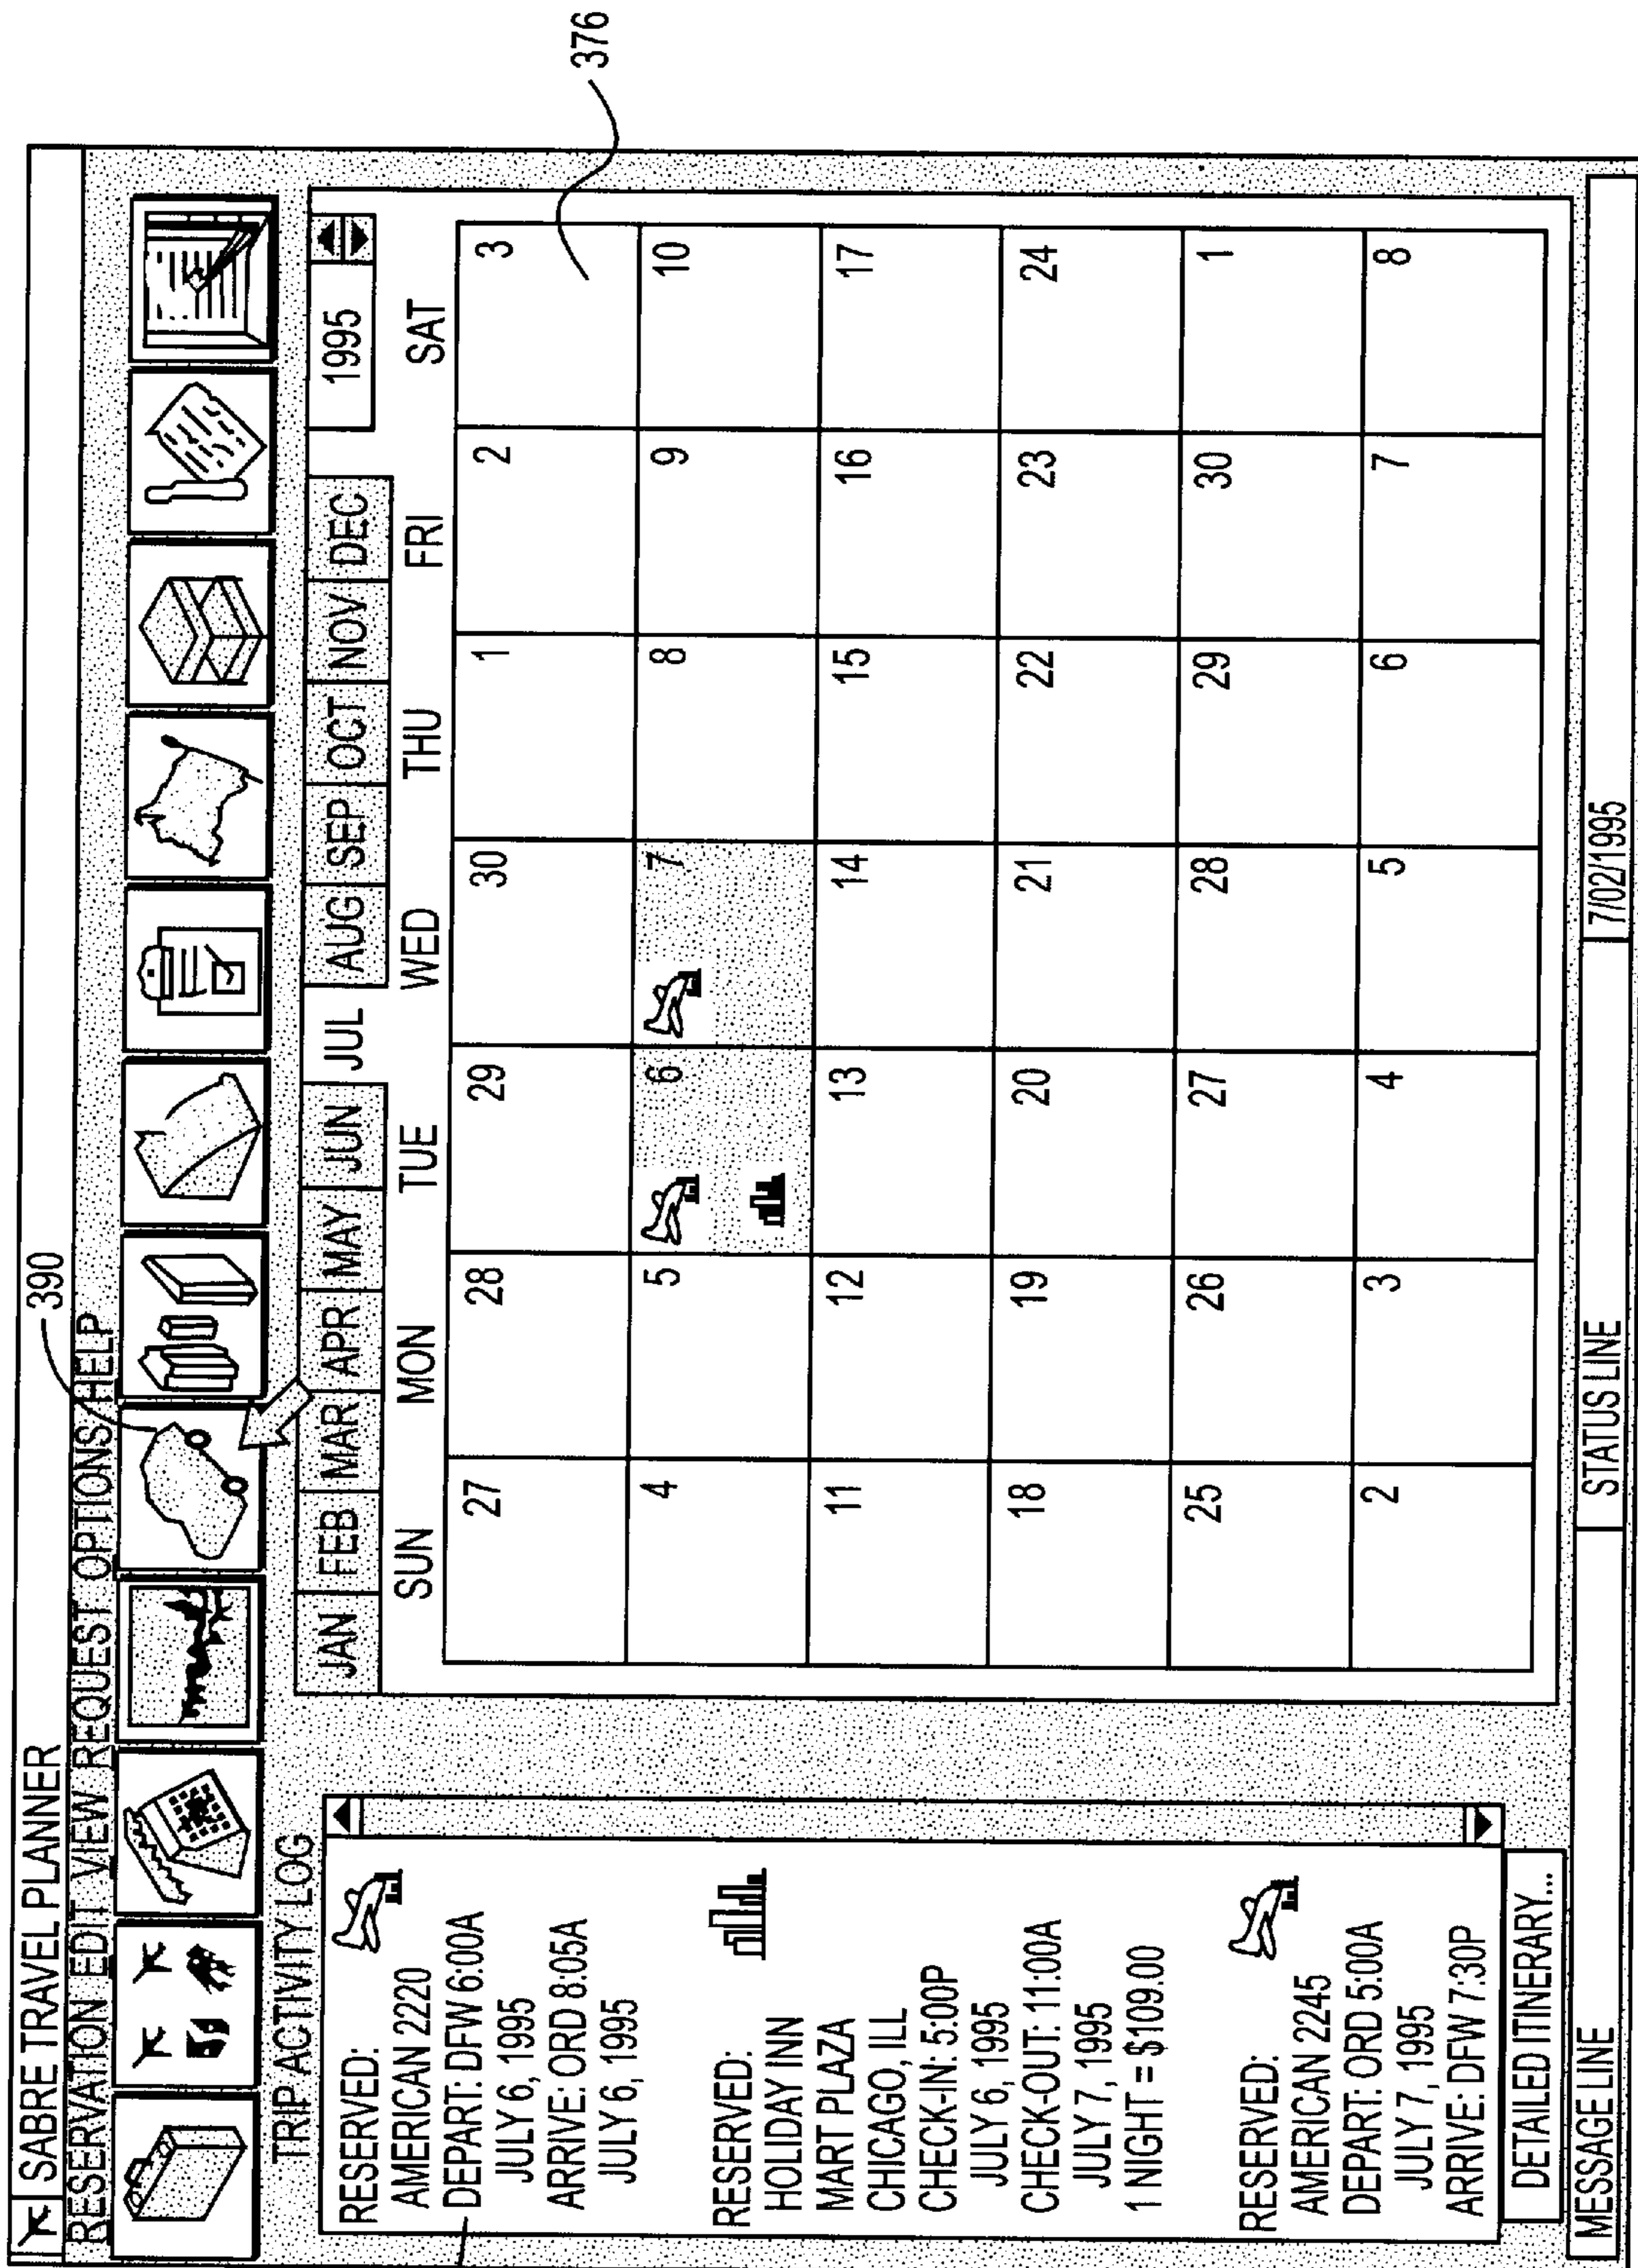 SABRE TRAVEL PLANNER
390
RESERVATION EDIT VIEW REQUEST OPTIONS HELP
TRIP ACTIVITY LOG
RESERVED:
AMERICAN 2220
DEPART: DFW 6:00A
JULY 6, 1995
ARRIVE: ORD 8:05A
JULY 6, 1995
RESERVED:
HOLIDAY INN
MART PLAZA
CHICAGO, ILL
CHECK-IN: 5:00P
JULY 6, 1995
CHECK-OUT: 11:00A
JULY 7, 1995
1 NIGHT = $109.00
RESERVED:
AMERICAN 2245
DEPART: ORD 5:00A
JULY 7, 1995
ARRIVE: DFW 7:30P
DETAILED ITINERARY...
JAN FEB MAR APR MAY JUN JUL AUG SEP OCT NOV DEC 1995
SUN MON TUE WED THU FRI SAT
27 28 29 30 1 2 3
376
4 5 6 7 8 9 10
11 12 13 14 15 16 17
18 19 20 21 22 23 24
25 26 27 28 29 30 1
2 3 4 5 6 7 8
MESSAGE LINE STATUS LINE 7/02/1995